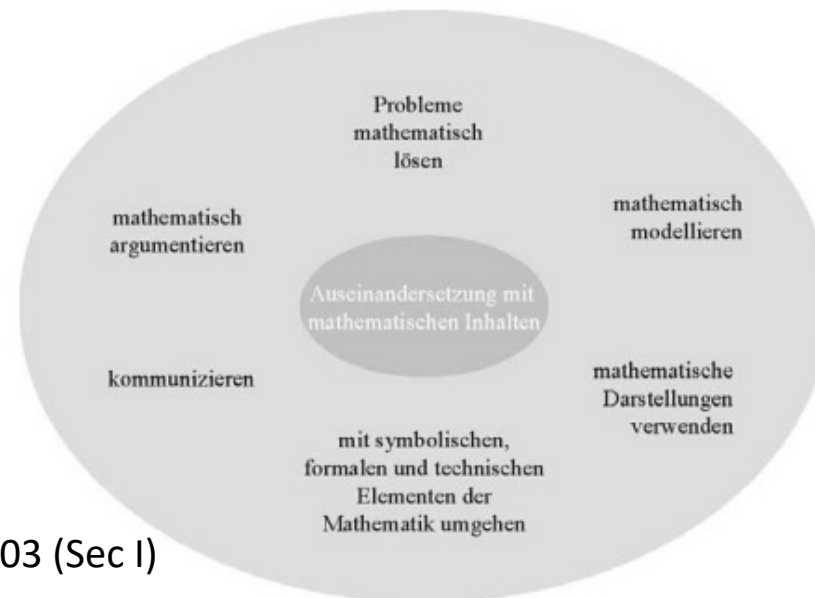 Probleme
mathematisch
lösen
mathematisch
argumentieren
mathematisch
modellieren
Auseinandersetzung mit
mathematischen Inhalten
kommunizieren
mathematische
Darstellungen
verwenden
mit symbolischen,
formalen und technischen
Elementen der
Mathematik umgehen
03 (Sec I)